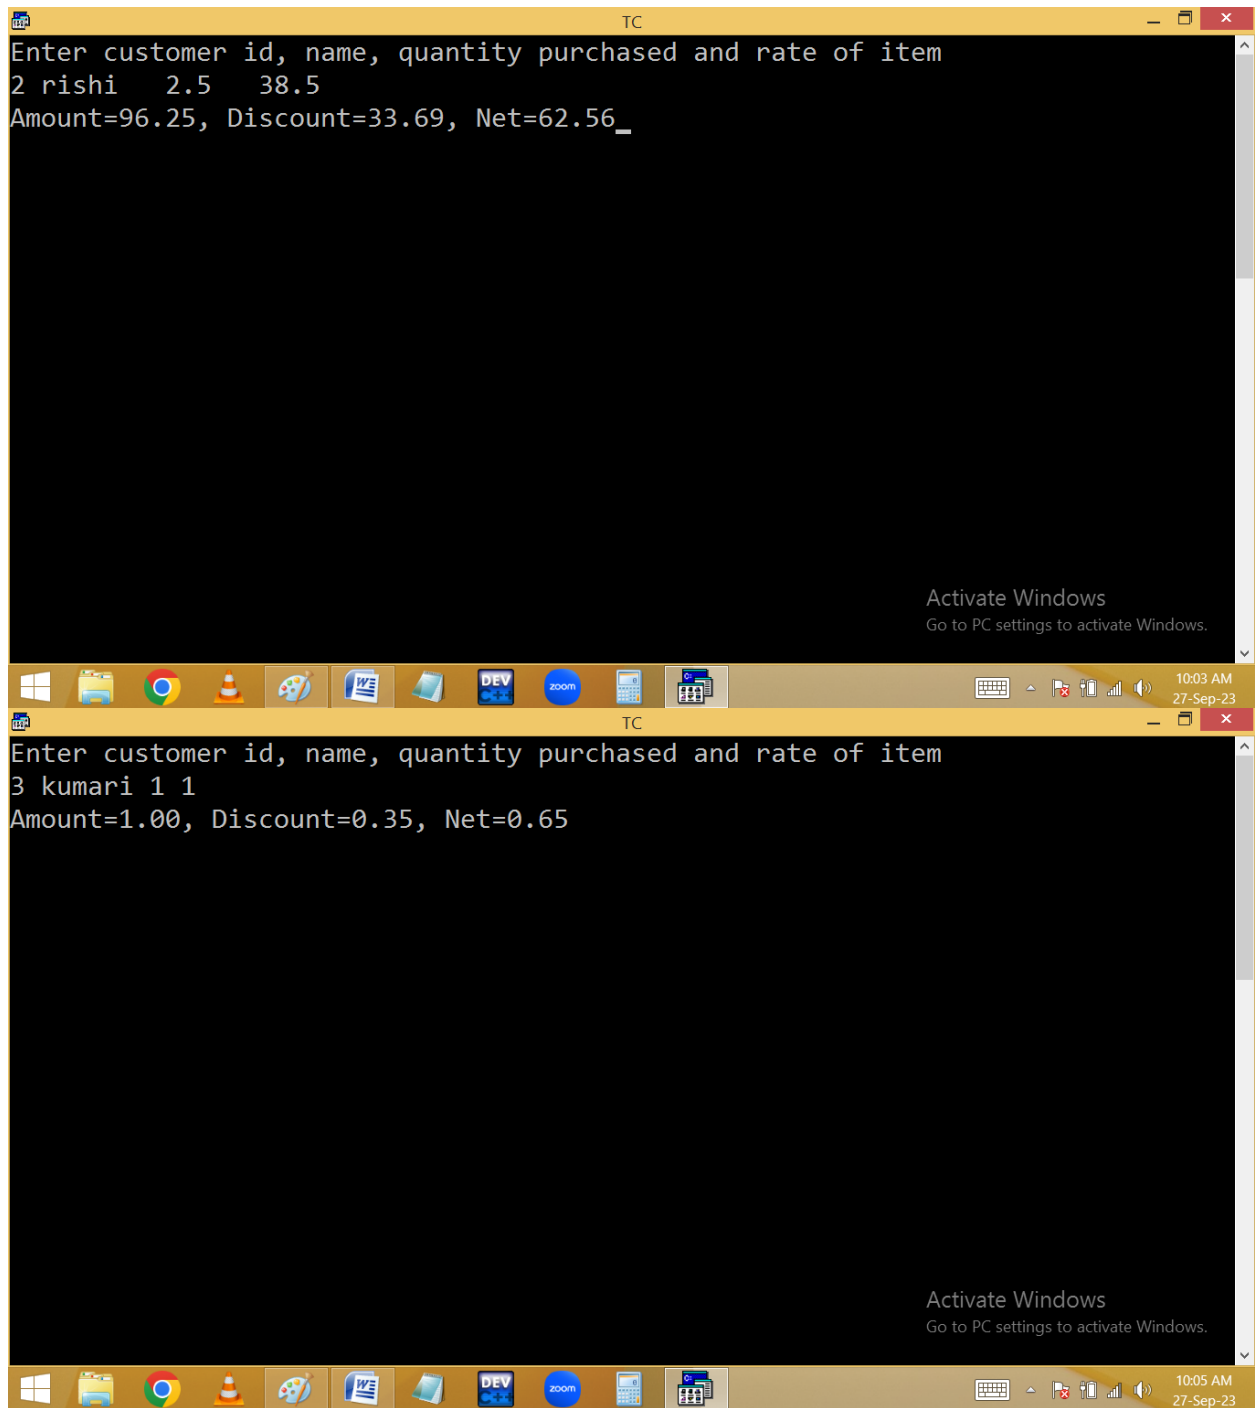 TC
Enter customer id, name, quantity purchased and rate of item
2 rishi   2.5   38.5
Amount=96.25, Discount=33.69, Net=62.56_
Activate Windows
Go to PC settings to activate Windows.
DEV C++
zoom
10:03 AM
27-Sep-23
TC
Enter customer id, name, quantity purchased and rate of item
3 kumari 1 1
Amount=1.00, Discount=0.35, Net=0.65
Activate Windows
Go to PC settings to activate Windows.
DEV C++
zoom
10:05 AM
27-Sep-23